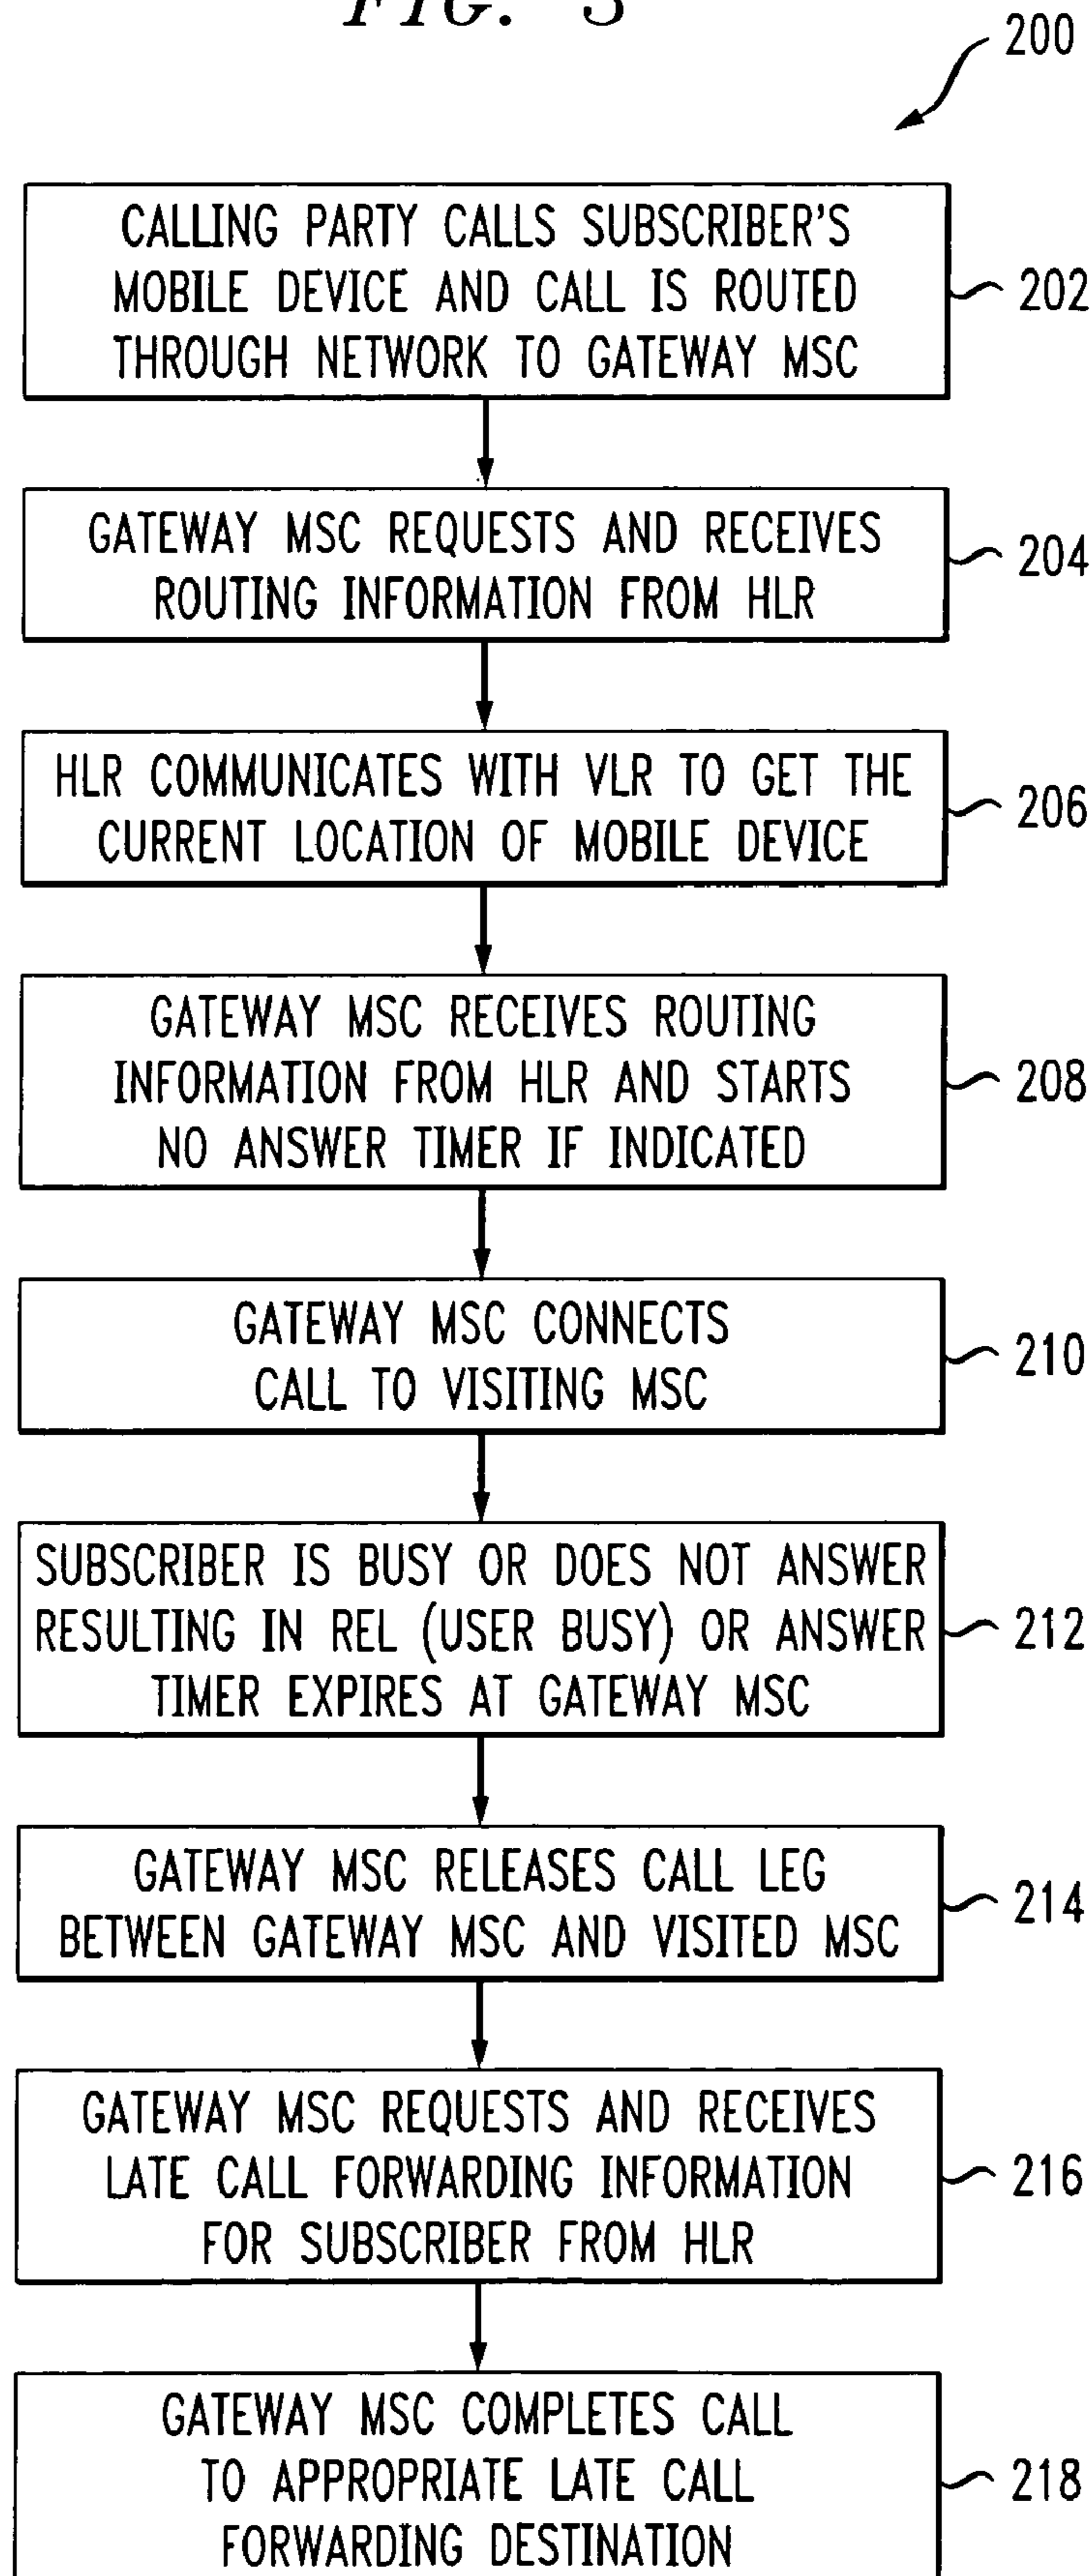 FIG. 3
200
CALLING PARTY CALLS SUBSCRIBER'S
MOBILE DEVICE AND CALL IS ROUTED
THROUGH NETWORK TO GATEWAY MSC
202
GATEWAY MSC REQUESTS AND RECEIVES
ROUTING INFORMATION FROM HLR
204
HLR COMMUNICATES WITH VLR TO GET THE
CURRENT LOCATION OF MOBILE DEVICE
206
GATEWAY MSC RECEIVES ROUTING
INFORMATION FROM HLR AND STARTS
NO ANSWER TIMER IF INDICATED
208
GATEWAY MSC CONNECTS
CALL TO VISITING MSC
210
SUBSCRIBER IS BUSY OR DOES NOT ANSWER
RESULTING IN REL (USER BUSY) OR ANSWER
TIMER EXPIRES AT GATEWAY MSC
212
GATEWAY MSC RELEASES CALL LEG
BETWEEN GATEWAY MSC AND VISITED MSC
214
GATEWAY MSC REQUESTS AND RECEIVES
LATE CALL FORWARDING INFORMATION
FOR SUBSCRIBER FROM HLR
216
GATEWAY MSC COMPLETES CALL
TO APPROPRIATE LATE CALL
FORWARDING DESTINATION
218